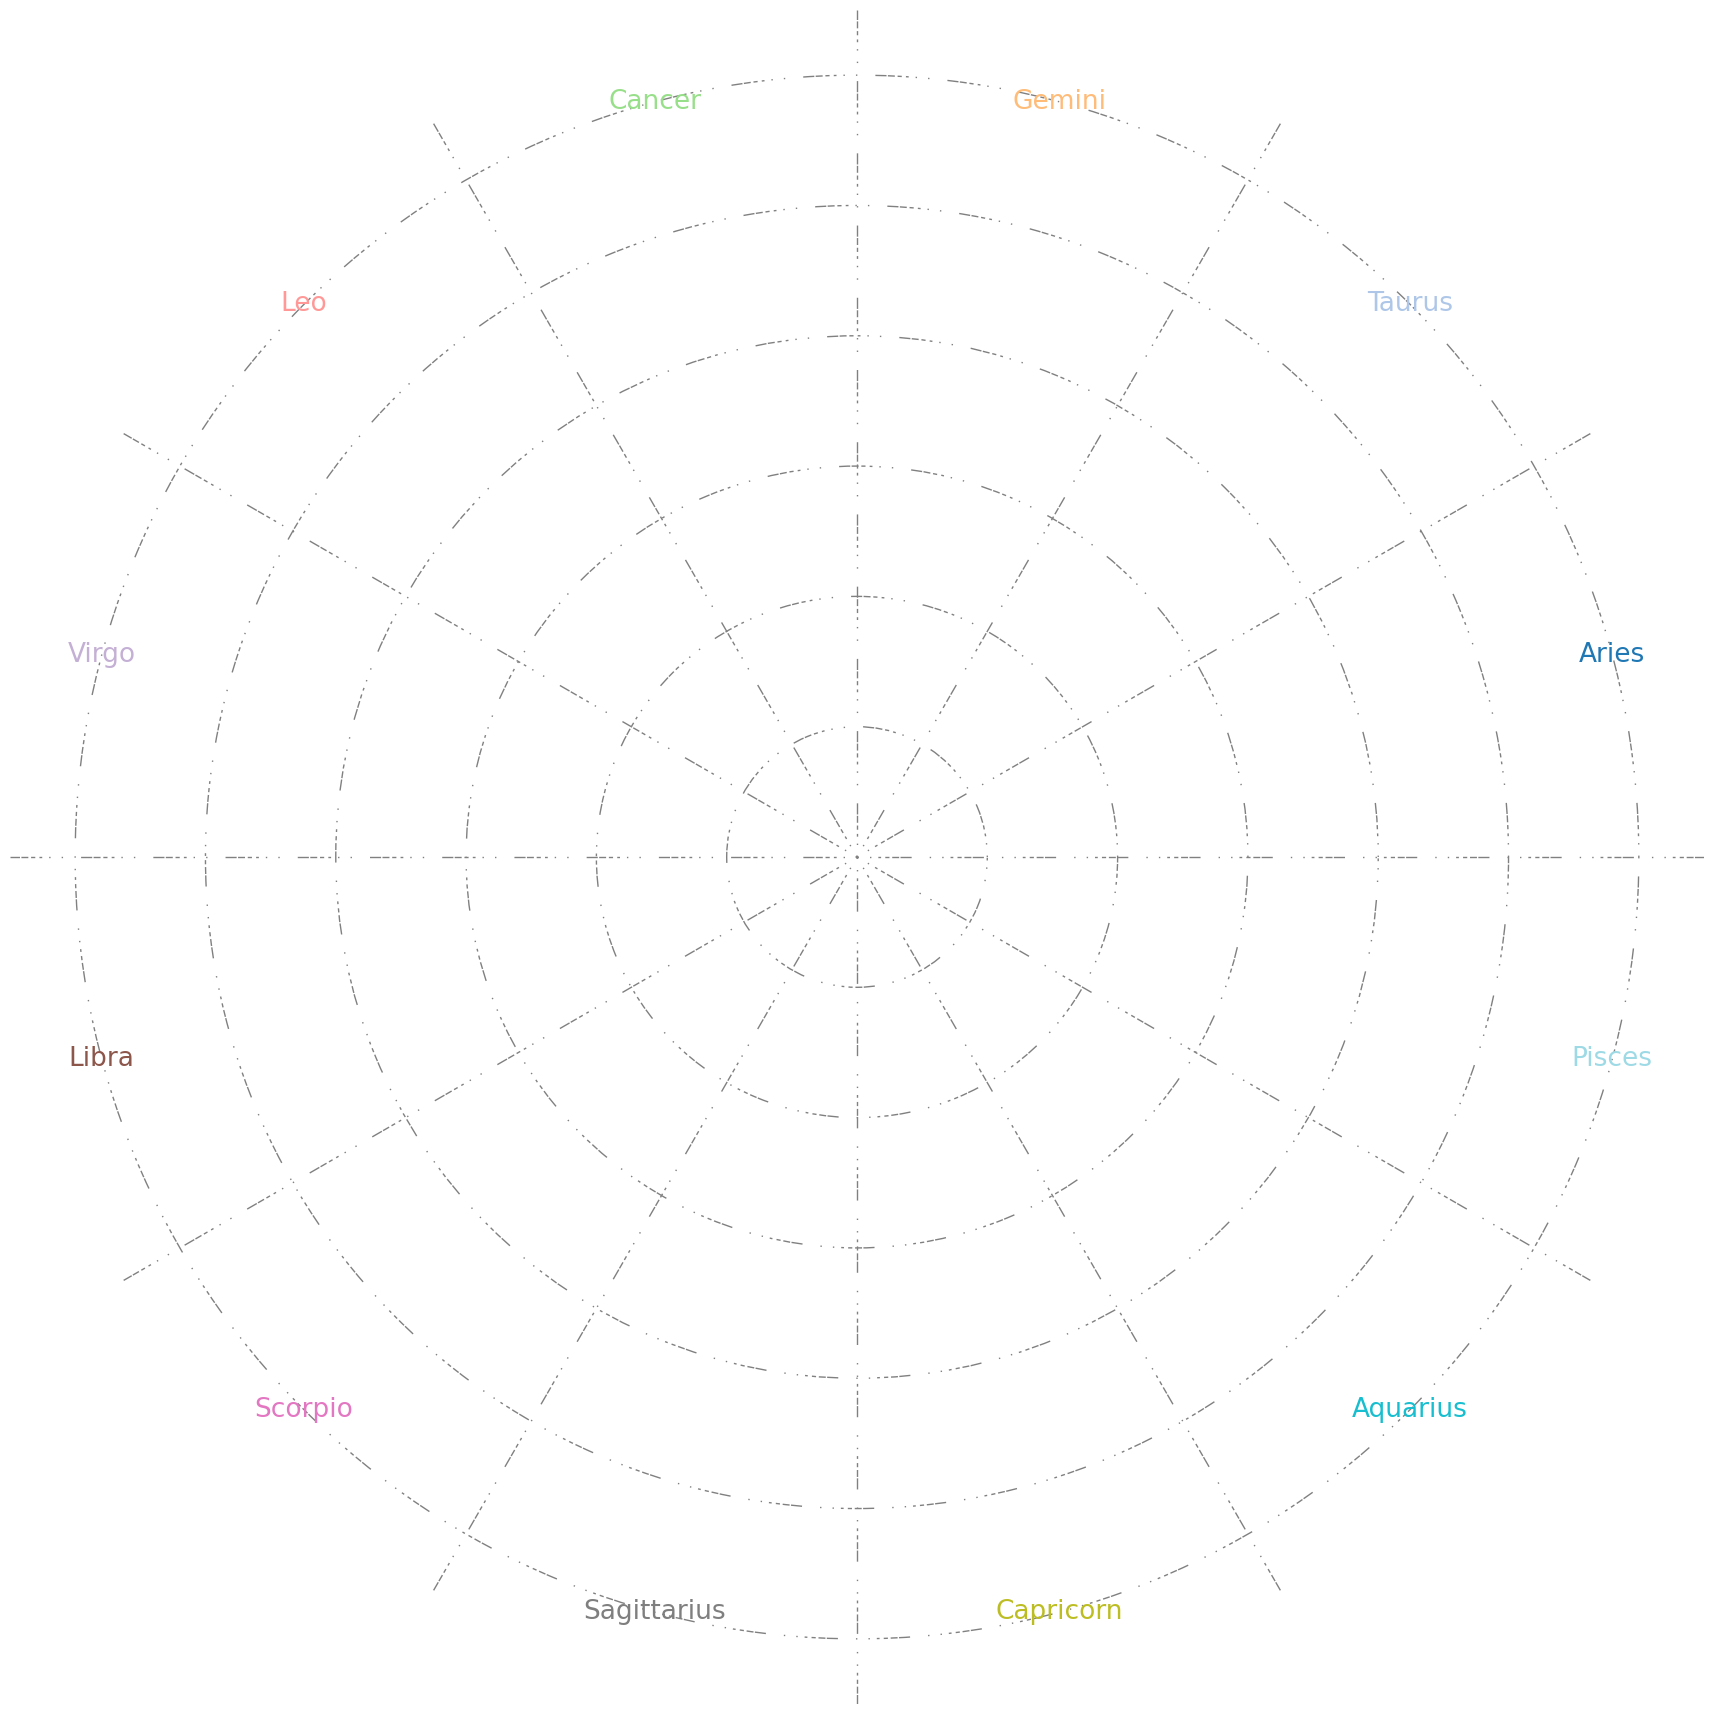 Cancer
Gemini
Leo
Taurus
Virgo
Aries
Libra
Pisces
Scorpio
Aquarius
Sagittarius
Capricorn